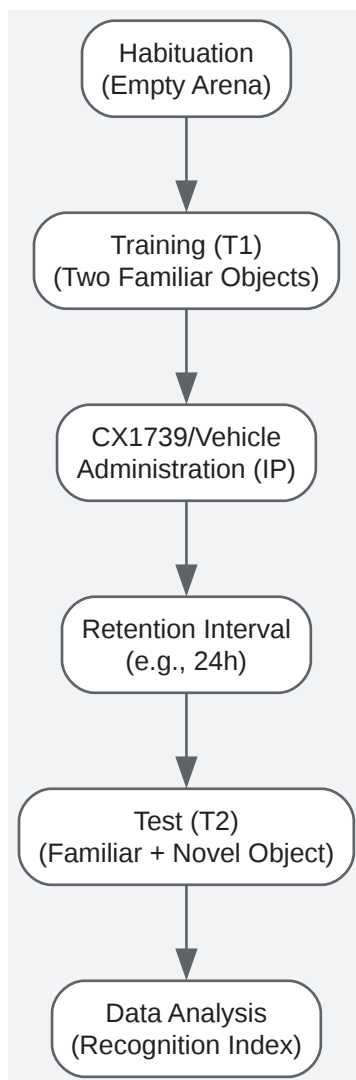 Habituation
(Empty Arena)
Training (T1)
(Two Familiar Objects)
CX1739/Vehicle
Administration (IP)
Retention Interval
(e.g., 24h)
Test (T2)
(Familiar + Novel Object)
Data Analysis
(Recognition Index)